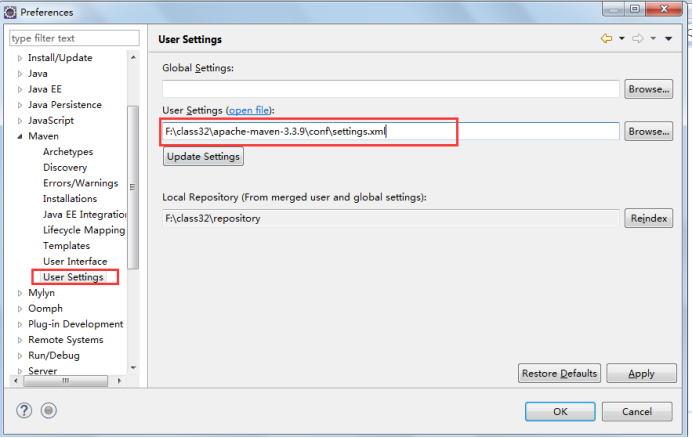 Preferences
type filter text
Install/Update
Java
Java EE
Java Persistence
JavaScript
Maven
Archetypes
Discovery
Errors/Warnings
Installations
Java EE Integration
Lifecycle Mapping
Templates
User Interface
User Settings
Mylyn
Oomph
Plug-in Development
Remote Systems
Run/Debug
Server
User Settings
Global Settings:
Browse...
User Settings (open file):
F:\class32\apache-maven-3.3.9\conf\settings.xml
Browse...
Update Settings
Local Repository (From merged user and global settings):
F:\class32\repository
Reindex
Restore Defaults
Apply
?
OK
Cancel